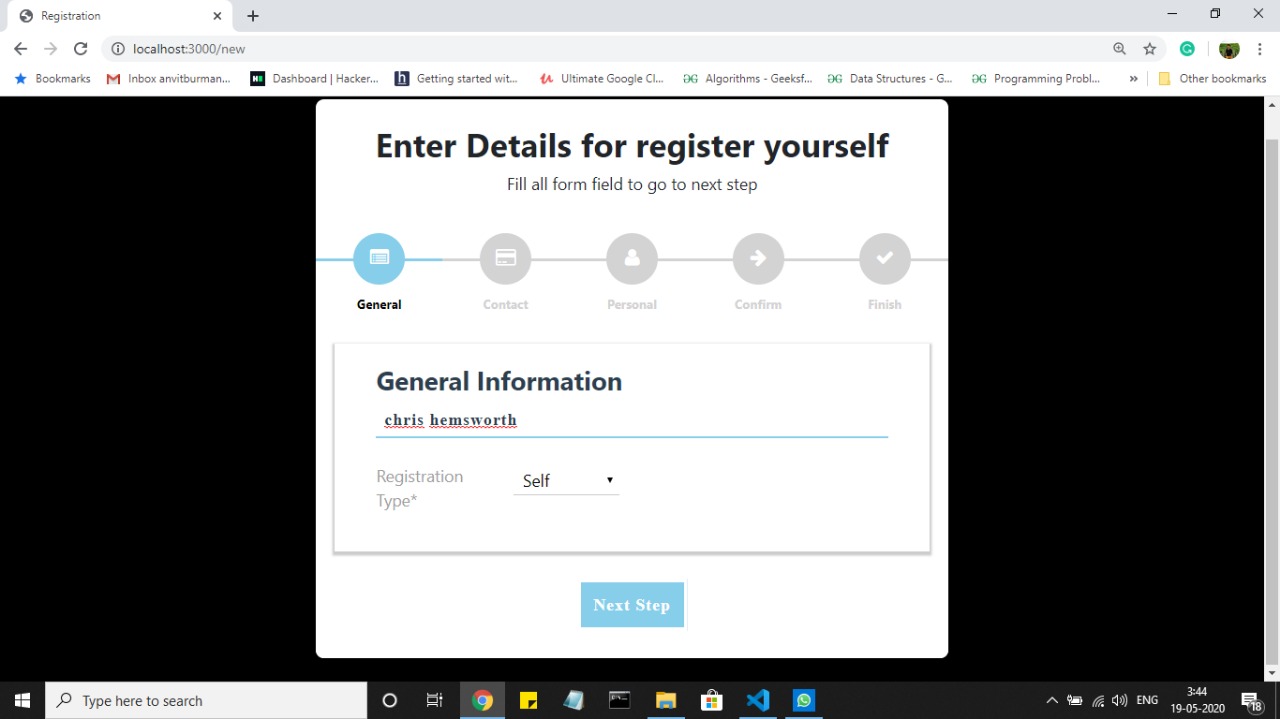 Registration
localhost:3000/new
Bookmarks Inbox anvitburman... Dashboard | Hacker... Getting started wit... Ultimate Google Cl... Algorithms - Geeksf... Data Structures - G... Programming Probl... » Other bookmarks
Enter Details for register yourself
Fill all form field to go to next step
General Contact Personal Confirm Finish
General Information
chris hemsworth
Registration Self
Type*
Next Step
Type here to search
ENG
3:44
19-05-2020
18